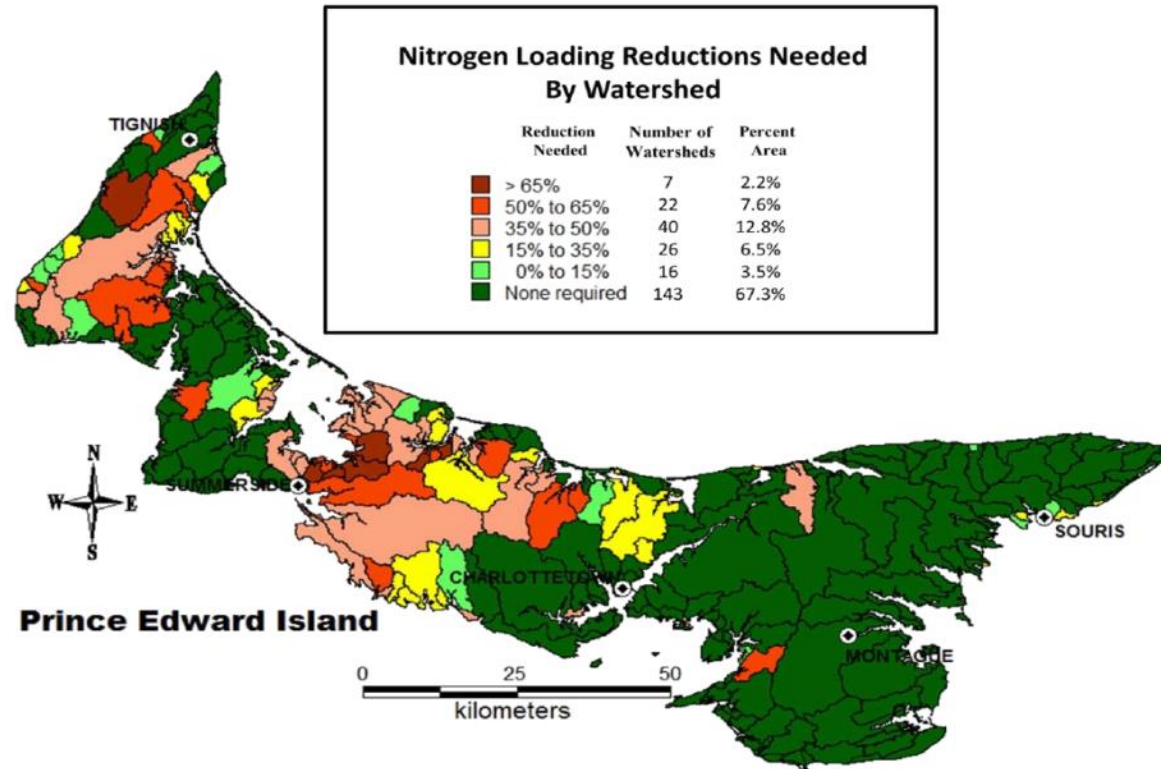 Nitrogen Loading Reductions Needed
By Watershed
Reduction Needed Number of Watersheds Percent Area
> 65% 7 2.2%
50% to 65% 22 7.6%
35% to 50% 40 12.8%
15% to 35% 26 6.5%
0% to 15% 16 3.5%
None required 143 67.3%
TIGNISH
N
W E
S
SUMMERSIDE
SOURIS
CHARLOTTETOWN
Prince Edward Island
MONTAGUE
0 25 50
kilometers